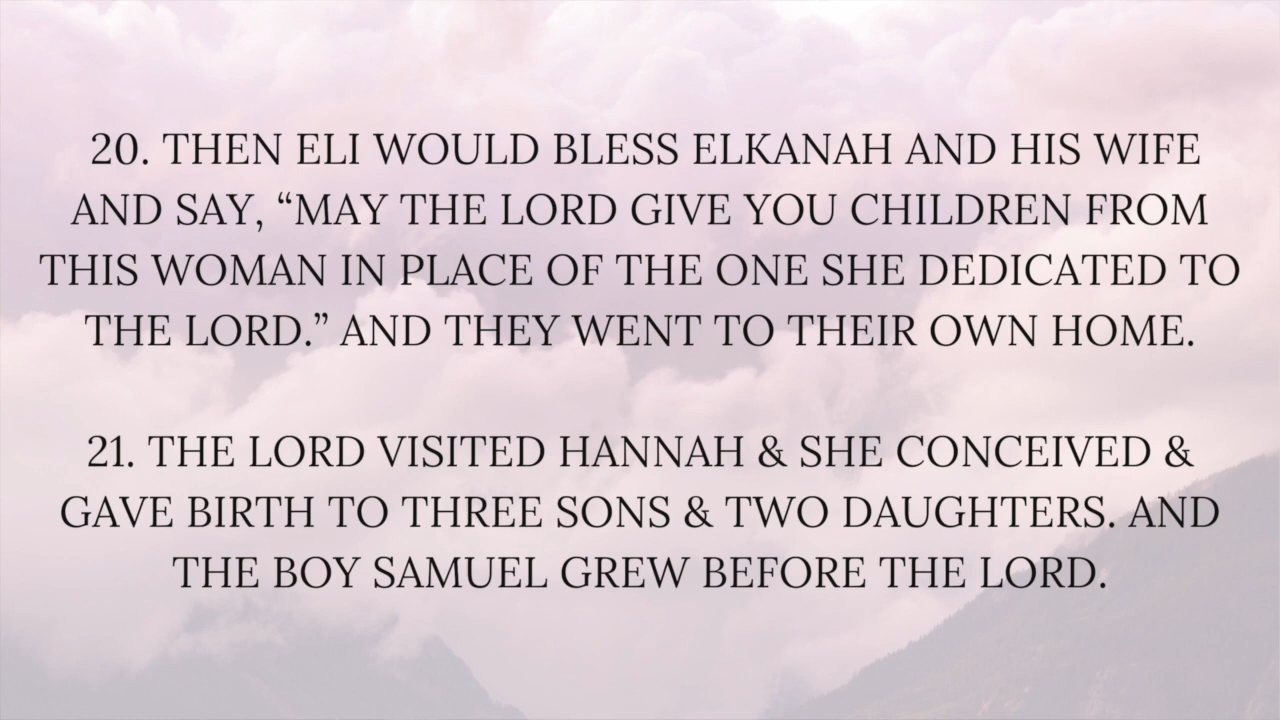 20. THEN ELI WOULD BLESS ELKANAH AND HIS WIFE
AND SAY, “MAY THE LORD GIVE YOU CHILDREN FROM
THIS WOMAN IN PLACE OF THE ONE SHE DEDICATED TO
THE LORD.” AND THEY WENT TO THEIR OWN HOME.
21. THE LORD VISITED HANNAH & SHE CONCEIVED &
GAVE BIRTH TO THREE SONS & TWO DAUGHTERS. AND
THE BOY SAMUEL GREW BEFORE THE LORD.